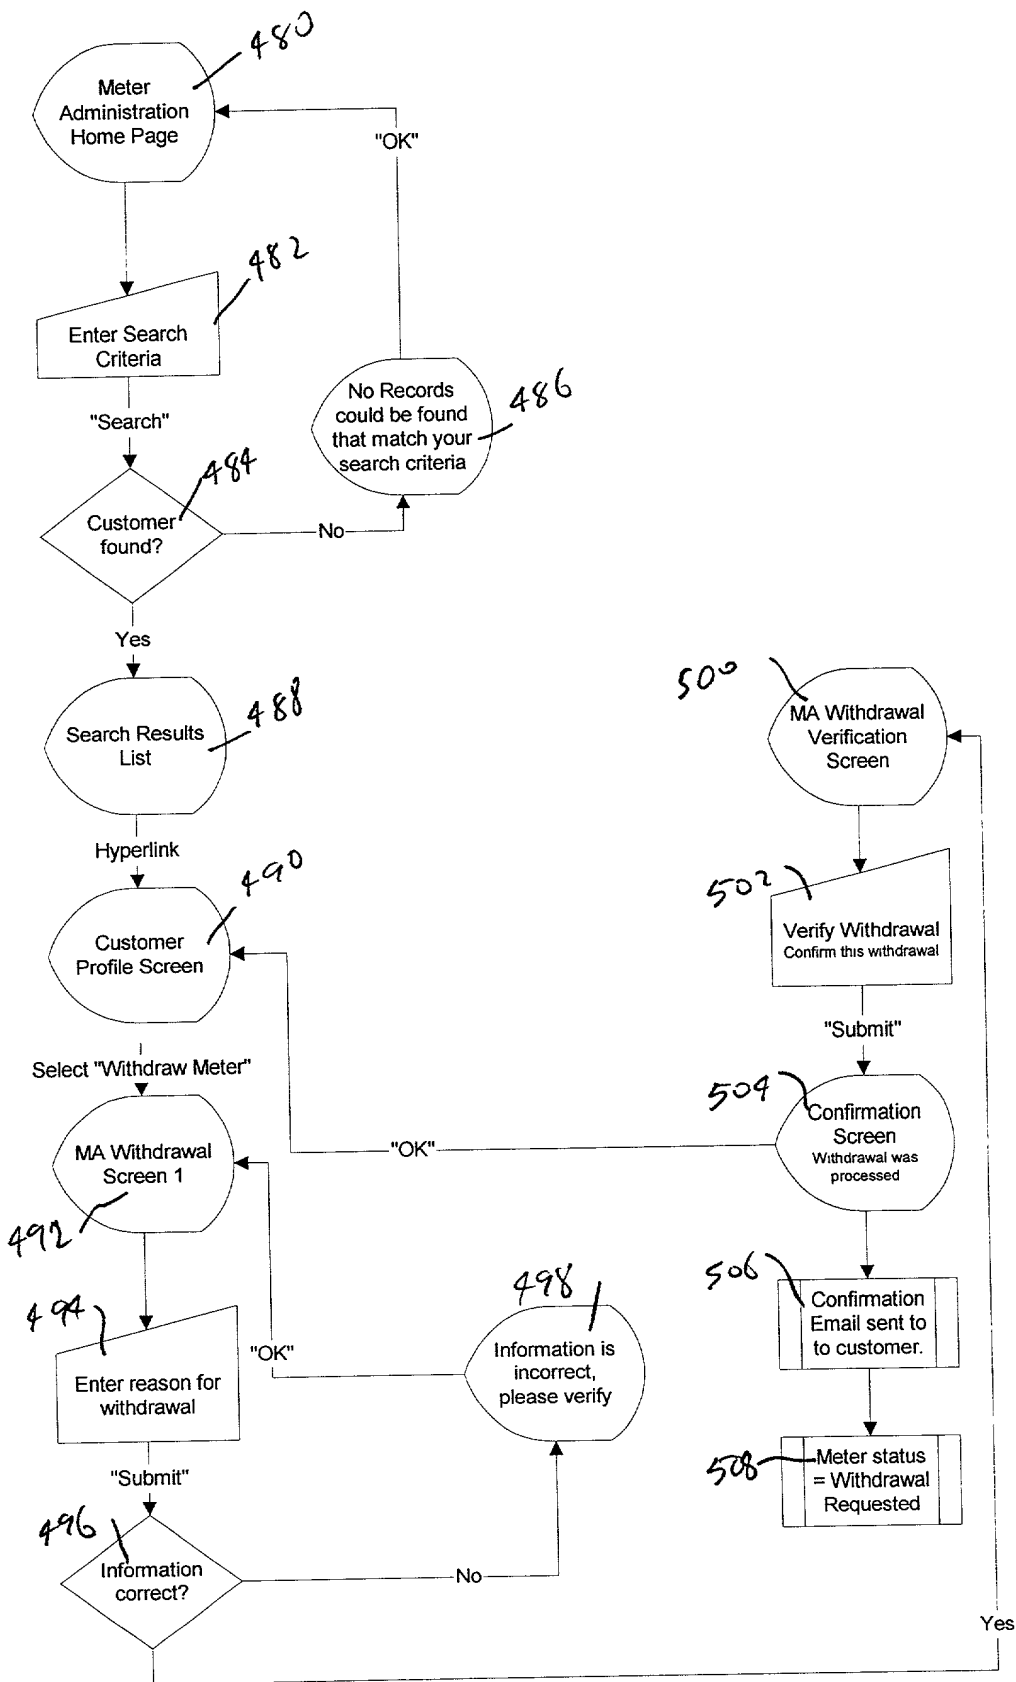 480
Meter
Administration
Home Page
"OK"
482
Enter Search
Criteria
"Search"
No Records
could be found
that match your
search criteria
486
484
Customer
found?
No
Yes
488
Search Results
List
Hyperlink
490
Customer
Profile Screen
Select "Withdraw Meter"
MA Withdrawal
Screen 1
492
494
Enter reason for
withdrawal
"OK"
"Submit"
498
Information is
incorrect,
please verify
496
Information
correct?
No
Yes
500
MA Withdrawal
Verification
Screen
502
Verify Withdrawal
Confirm this withdrawal
"Submit"
504
Confirmation
Screen
Withdrawal was
processed
"OK"
506
Confirmation
Email sent to
to customer.
508
Meter status
= Withdrawal
Requested